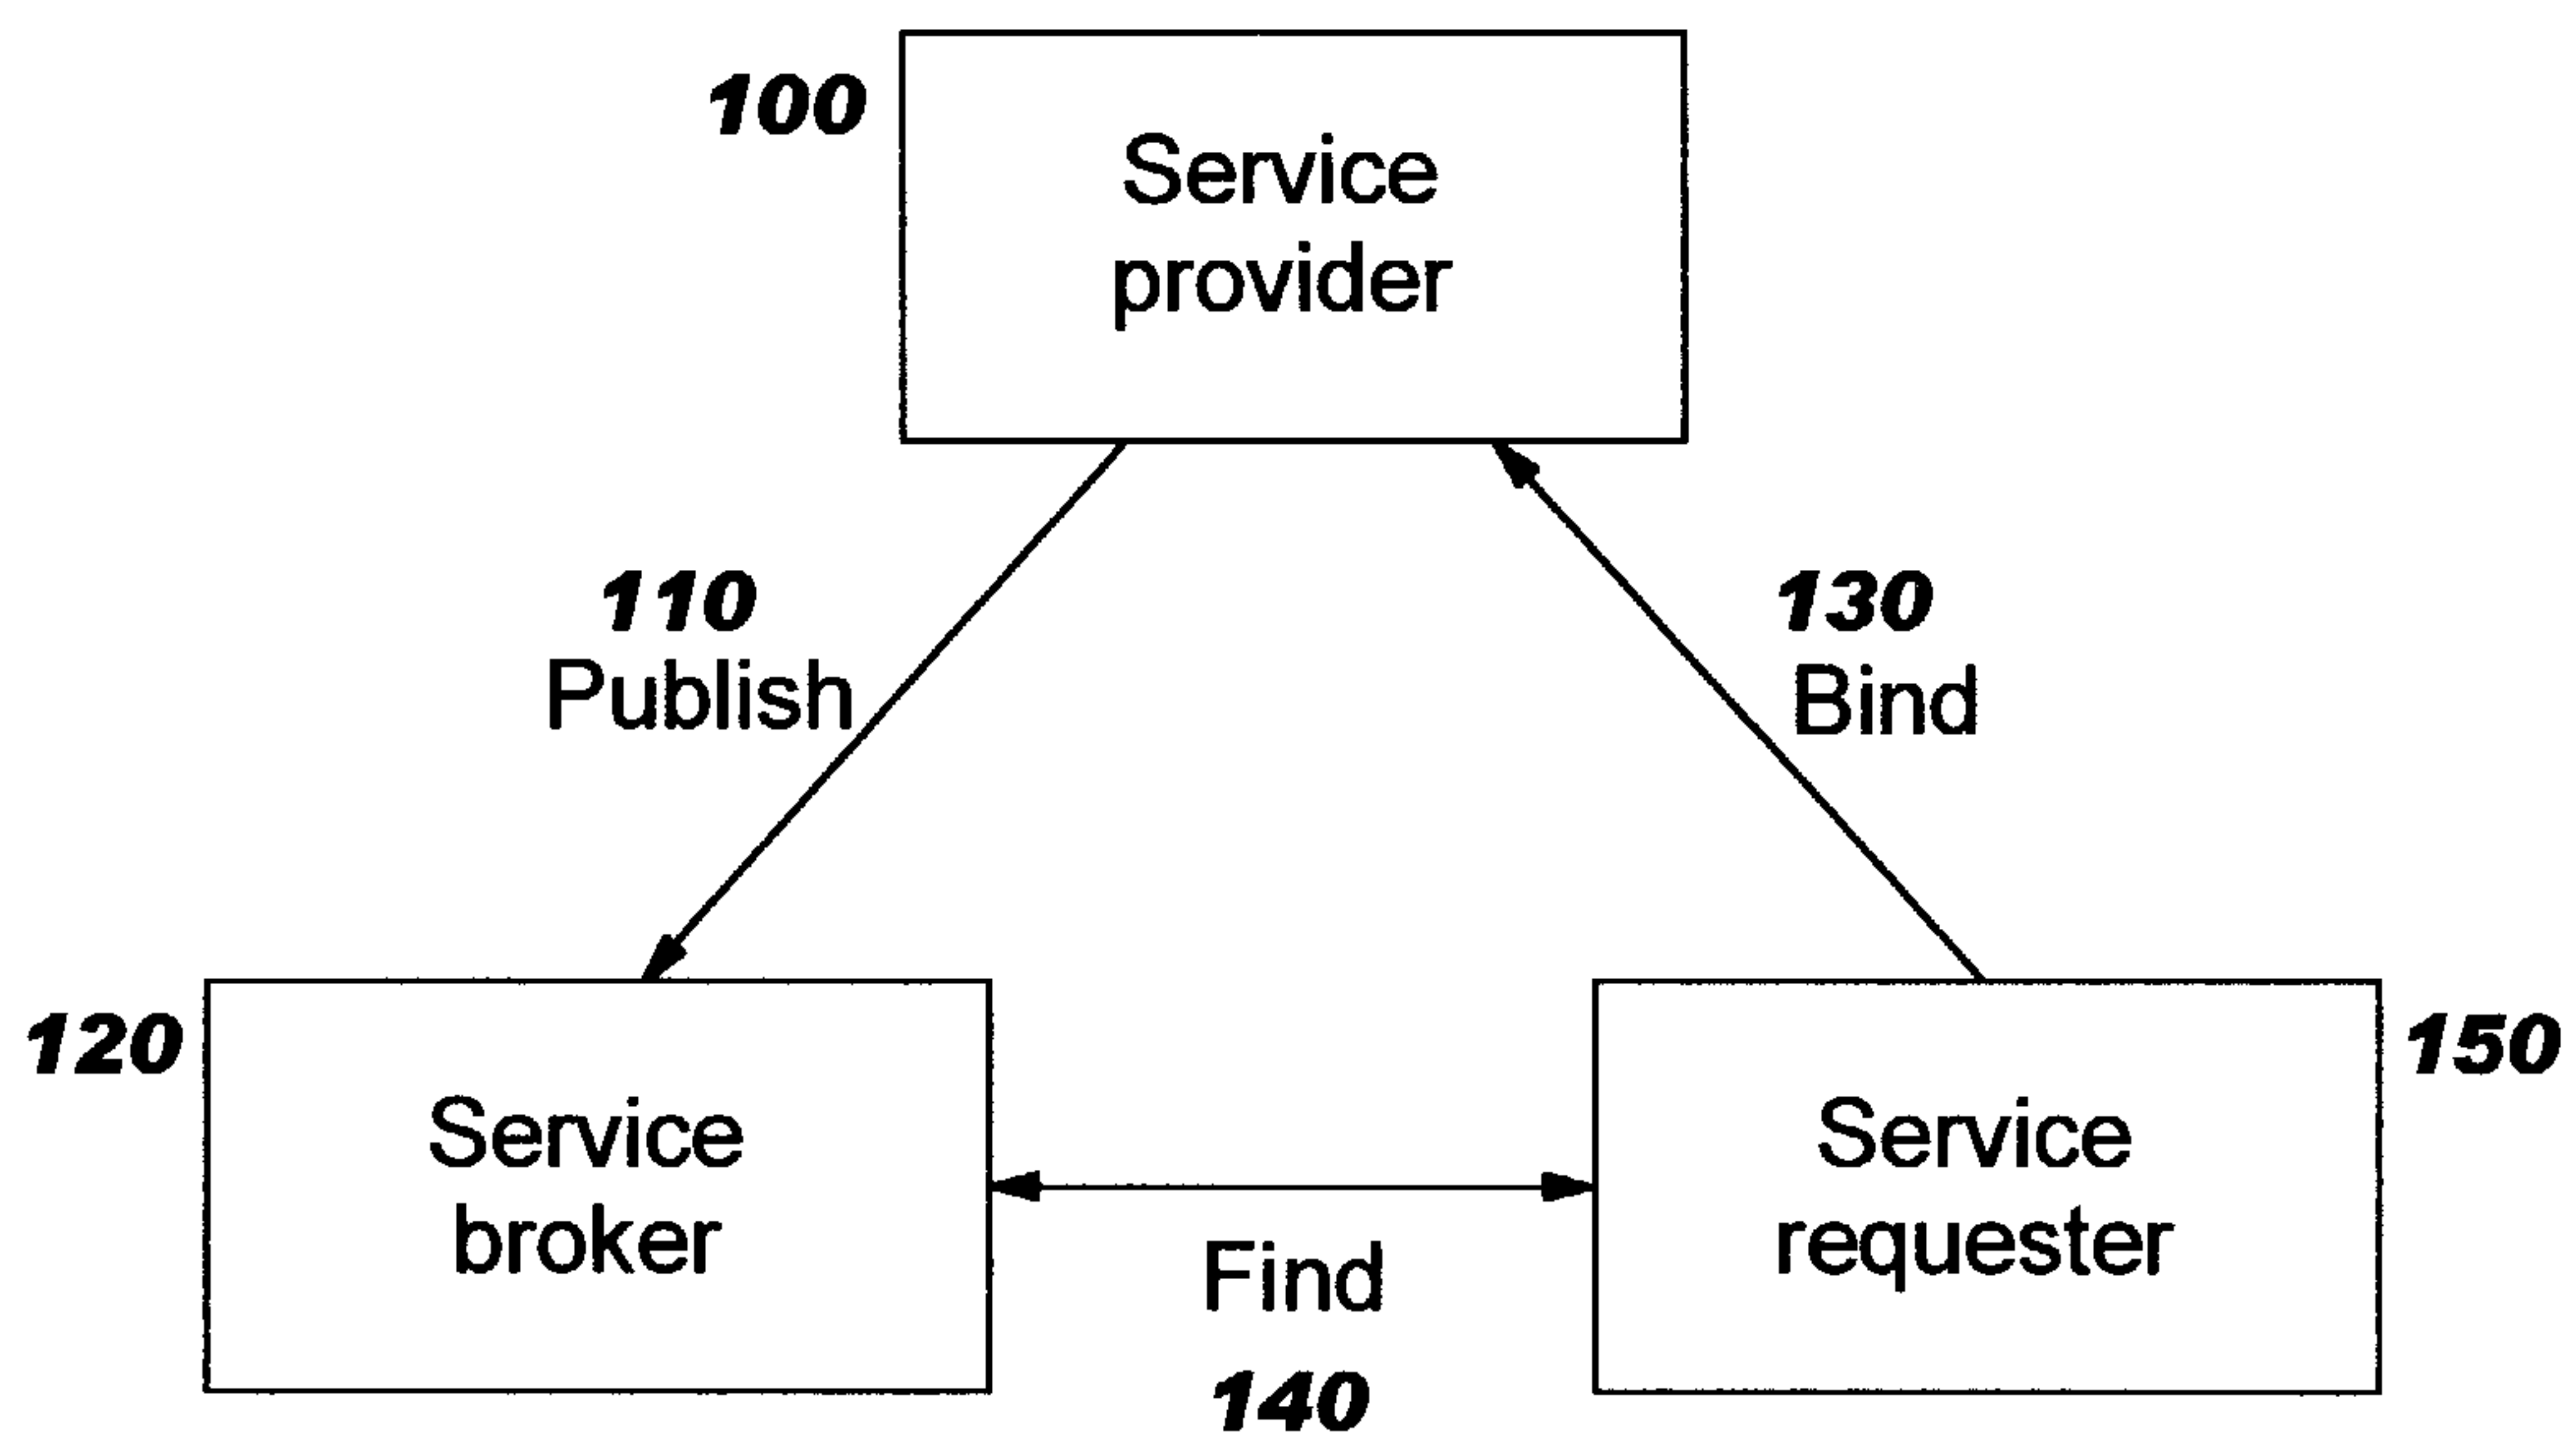 100
Service
provider
110
Publish
130
Bind
120
Service
broker
150
Service
requester
Find
140